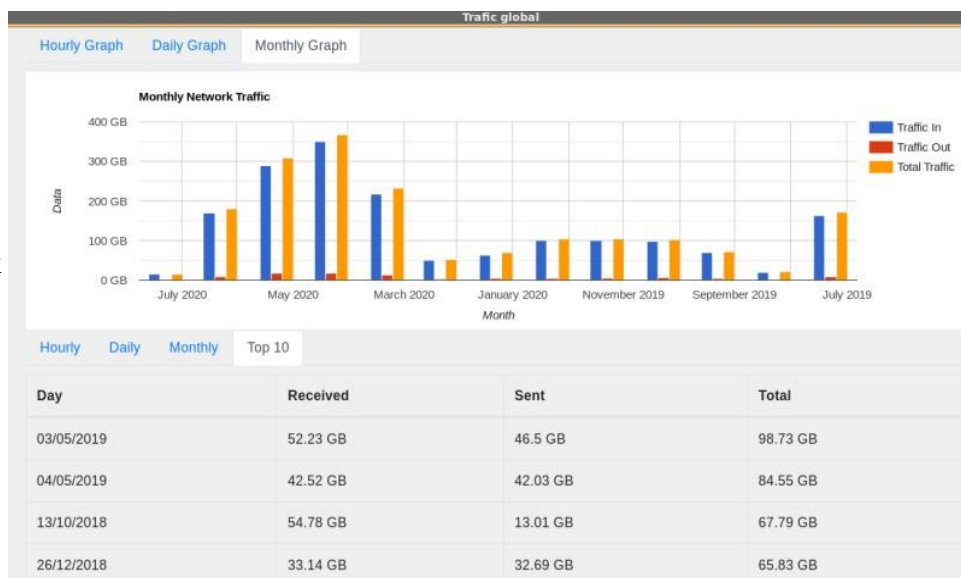 Trafic global
Hourly Graph Daily Graph Monthly Graph
Monthly Network Traffic
400 GB
300 GB
200 GB
100 GB
0 GB
Data
July 2020 May 2020 March 2020 January 2020 November 2019 September 2019 July 2019
Month
Traffic In
Traffic Out
Total Traffic
Hourly Daily Monthly Top 10
Day Received Sent Total
03/05/2019 52.23 GB 46.5 GB 98.73 GB
04/05/2019 42.52 GB 42.03 GB 84.55 GB
13/10/2018 54.78 GB 13.01 GB 67.79 GB
26/12/2018 33.14 GB 32.69 GB 65.83 GB